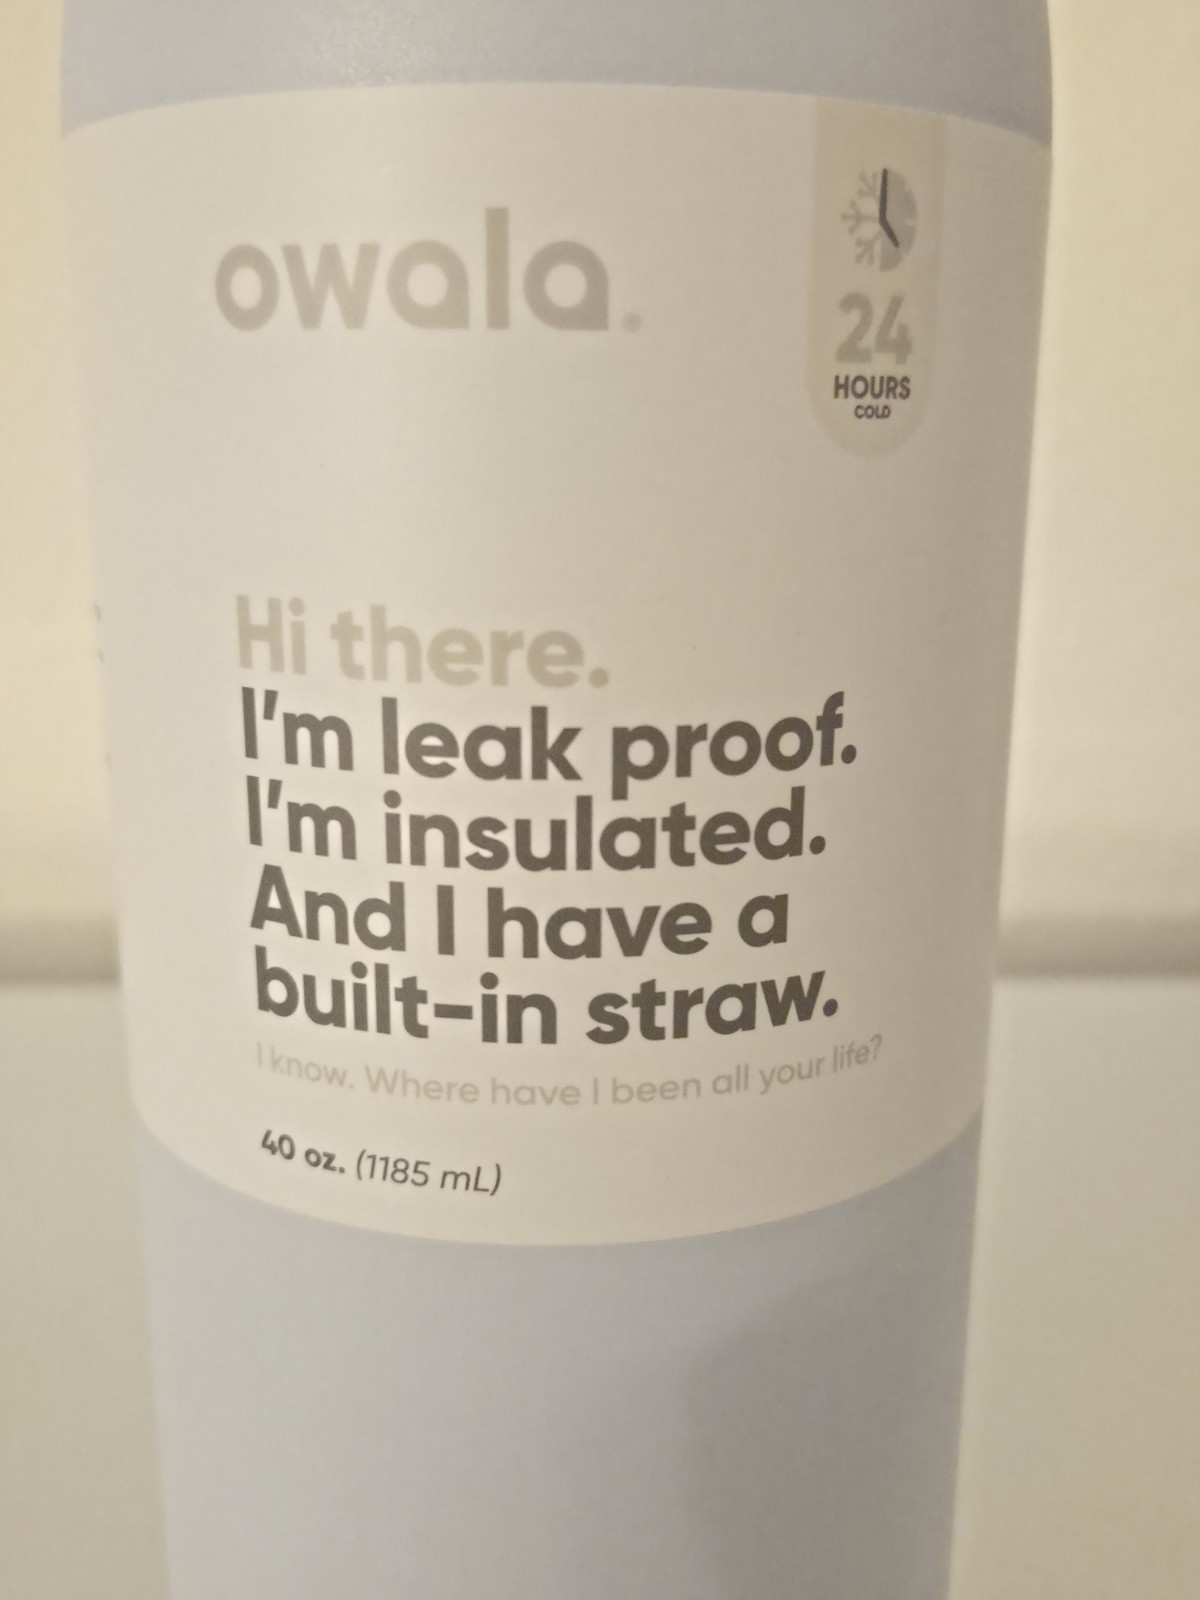 owala®
24
HOURS
COLD
Hi there.
I'm leak proof.
I'm insulated.
And I have a
built-in straw.
I know. Where have I been all your life?
40 oz. (1185 mL)